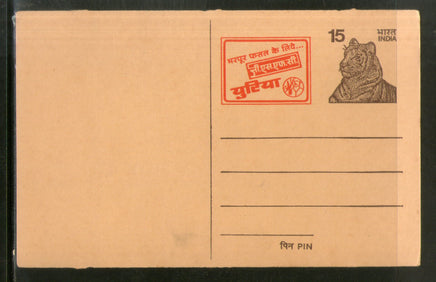 भरपूर फसल के लिये...
जी.एस.एफ.सी.
युरिया
15
भारत
INDIA
पिन PIN